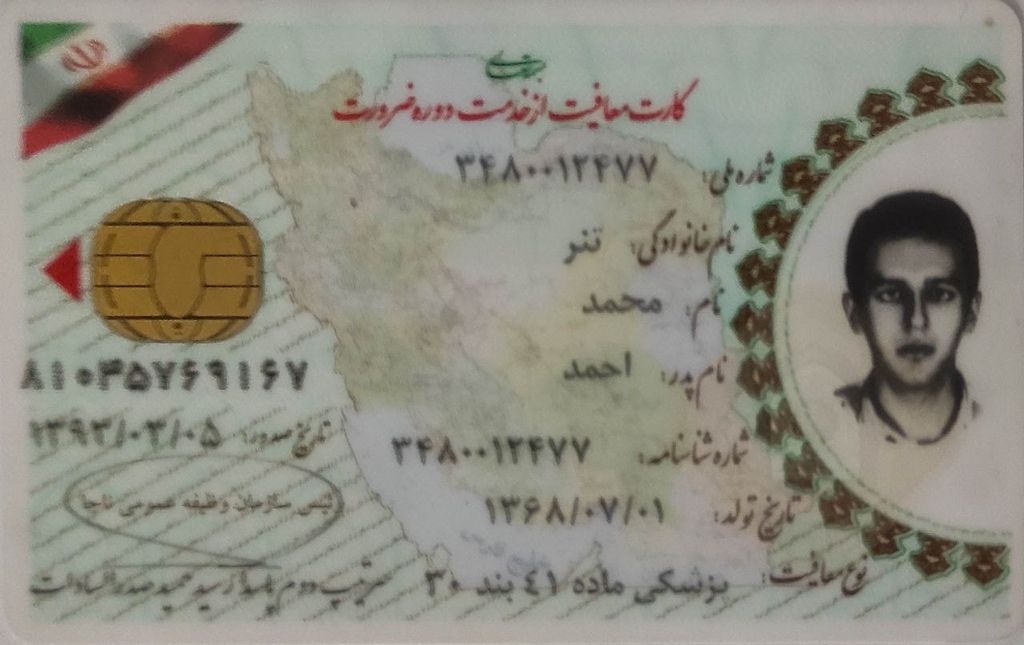 کارت معافیت از خدمت دوره ضرورت
شماره ملی: ۳۴۸۰۰۱۲۴۷۷
نام خانوادگی: تنر
نام: محمد
نام پدر: احمد
شماره شناسنامه: ۳۴۸۰۰۱۲۴۷۷
تاریخ تولد: ۱۳۶۸/۰۷/۰۱
نوع معافیت: پزشکی ماده ۴۱ بند ۳۰
۸۱۰۳۵۷۶۹۱۶۷
تاریخ صدور: ۱۳۹۳/۰۳/۰۵
رئیس سازمان وظیفه عمومی ناجا
سرتیپ دوم پاسدار سید حمید صدرالسادات